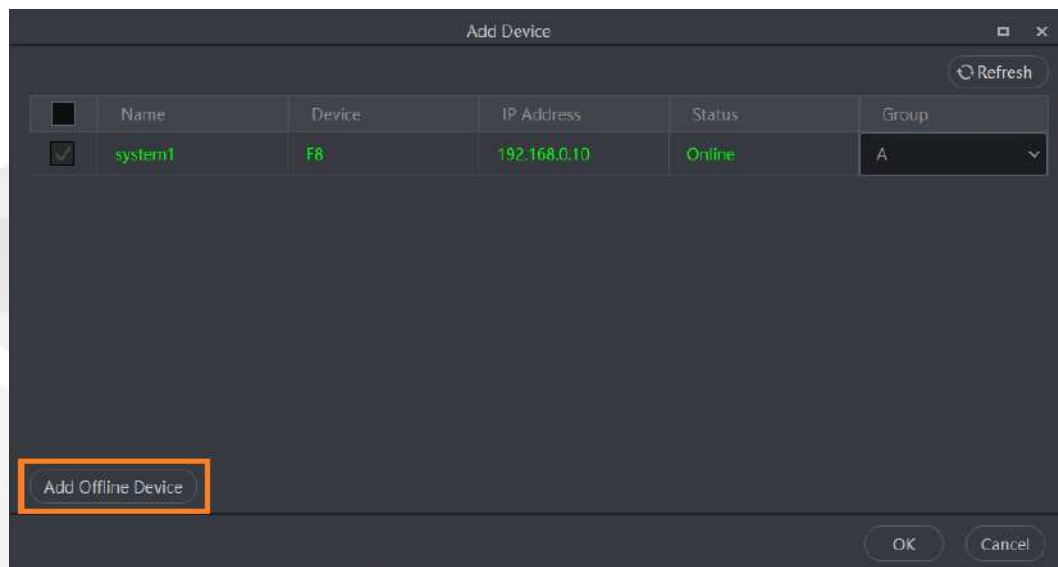 Add Device
Refresh
Name Device IP Address Status Group
systern1 F8 192.168.0.10 Online A
Add Offline Device
OK Cancel